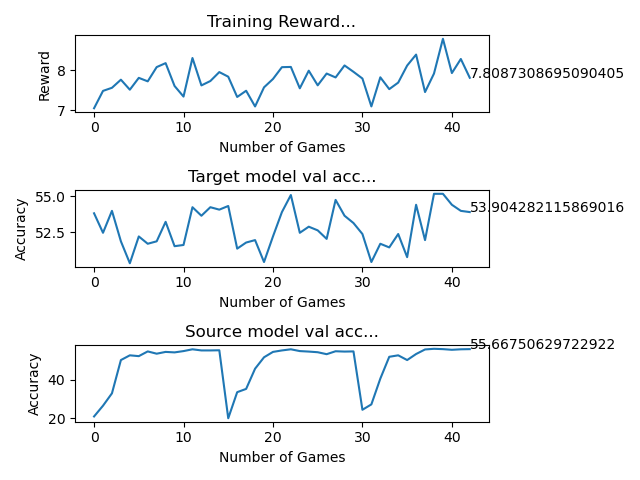 Training Reward...
Reward
8
7
0
10
20
30
40
7.8087308695090405
Number of Games
Target model val acc...
Accuracy
55.0
52.5
0
10
20
30
40
53.904282115869016
Number of Games
Source model val acc...
Accuracy
40
20
0
10
20
30
40
55.66750629722922
Number of Games